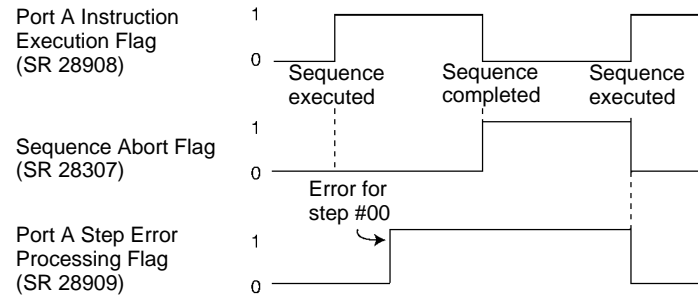 Port A Instruction
Execution Flag
(SR 28908)
1
0
Sequence
executed
Sequence
completed
Sequence
executed
Sequence Abort Flag
(SR 28307)
1
0
Error for
step #00
Port A Step Error
Processing Flag
(SR 28909)
1
0